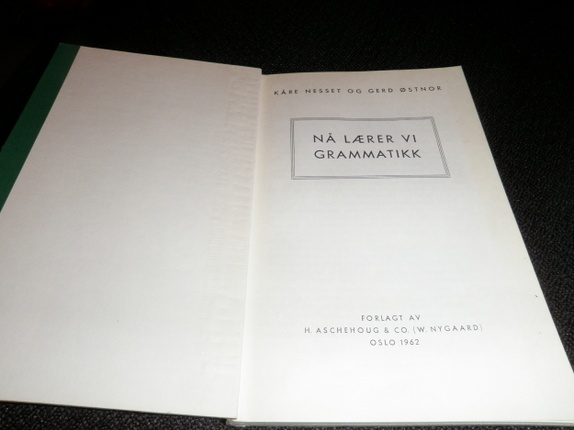 KÅRE NESSET OG GERD ØSTNOR
NÅ LÆRER VI
GRAMMATIKK
FORLAGT AV
H. ASCHEHOUG & CO. (W. NYGAARD)
OSLO 1962